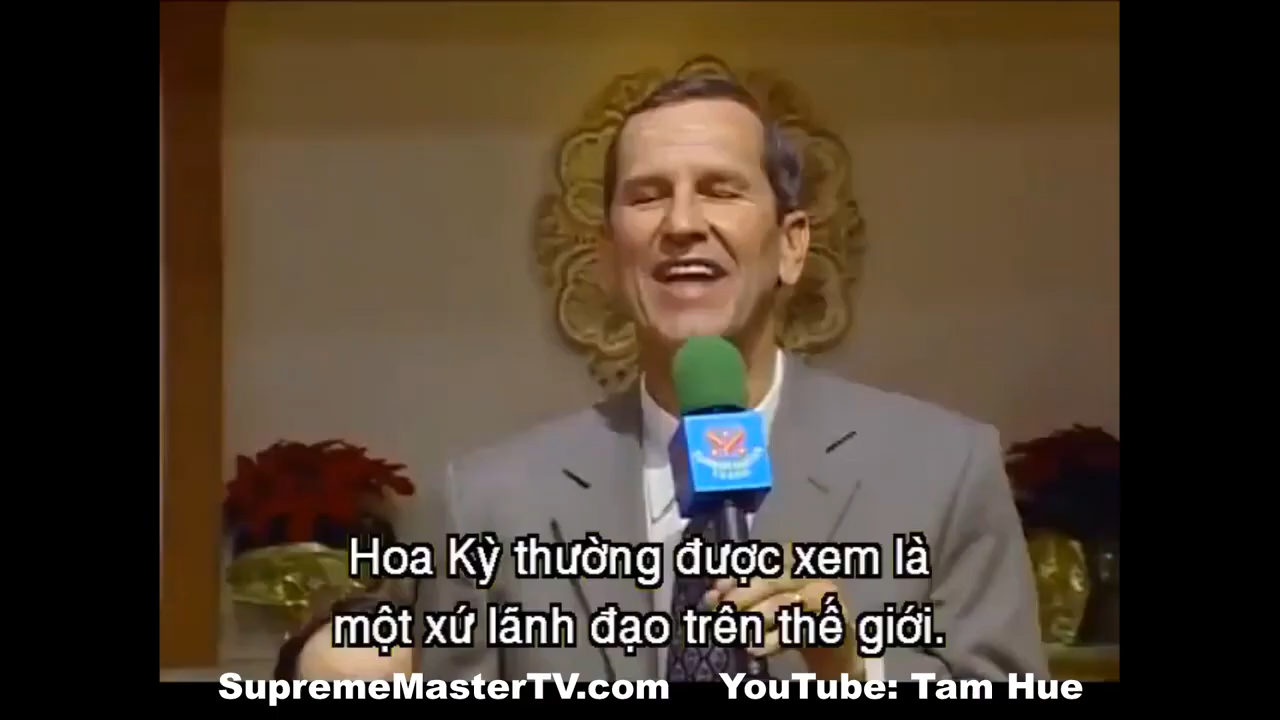 Hoa Kỳ thường được xem là
một xứ lãnh đạo trên thế giới.
SupremeMasterTV.com YouTube: Tam Hue